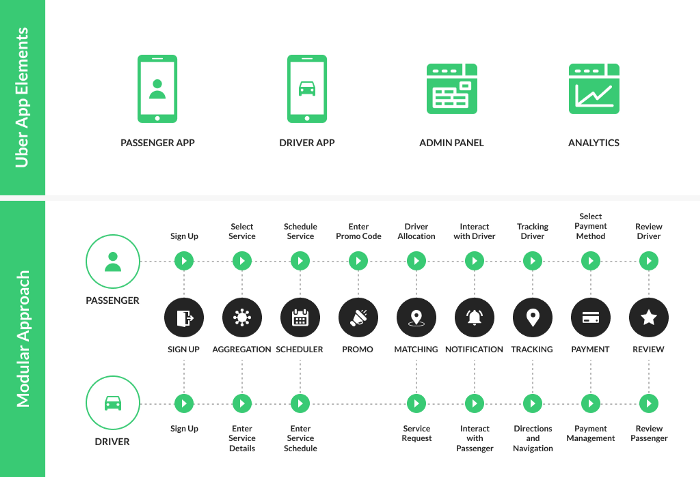 Uber App Elements
PASSENGER APP
DRIVER APP
ADMIN PANEL
ANALYTICS
Modular Approach
PASSENGER
Sign Up
Select
Service
Schedule
Service
Enter
Promo Code
Driver
Allocation
Interact
with Driver
Tracking
Driver
Select
Payment
Method
Review
Driver
SIGN UP
AGGREGATION
SCHEDULER
PROMO
MATCHING
NOTIFICATION
TRACKING
PAYMENT
REVIEW
DRIVER
Sign Up
Enter
Service
Details
Enter
Service
Schedule
Service
Request
Interact
with
Passenger
Directions
and
Navigation
Payment
Management
Review
Passenger